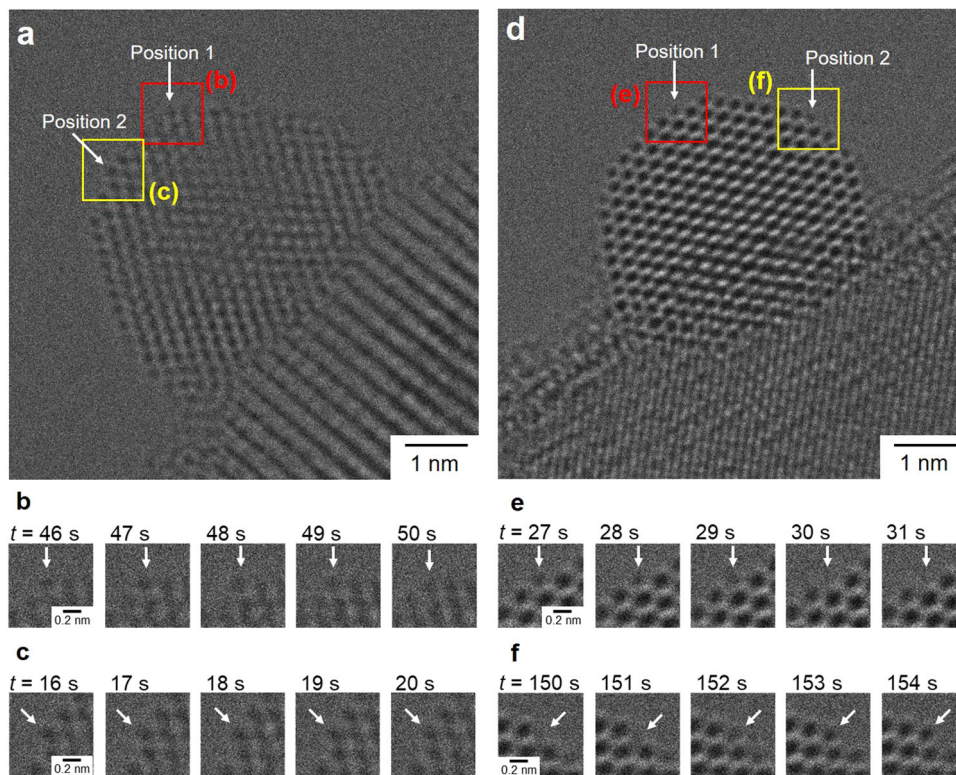 a
Position 1
(b)
Position 2
(c)
1 nm
d
Position 1
Position 2
(e)
(f)
1 nm
b
t = 46 s 47 s 48 s 49 s 50 s
0.2 nm
c
t = 16 s 17 s 18 s 19 s 20 s
0.2 nm
e
t = 27 s 28 s 29 s 30 s 31 s
0.2 nm
f
t = 150 s 151 s 152 s 153 s 154 s
0.2 nm